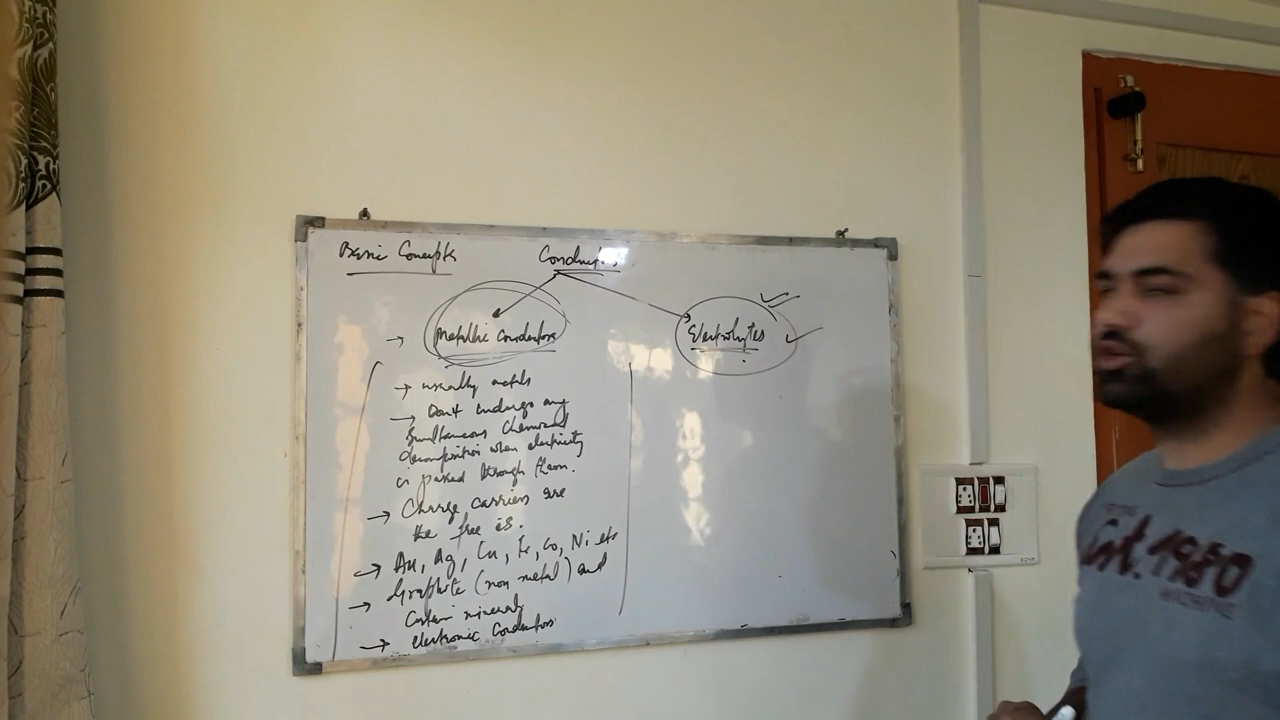 Basic Concepts
Conductors
Metallic Conductors
Electrolytes
→ usually metals
→ Don't undergo any
Simultaneous Chemical
decomposition when electricity
is passed through them.
→ Charge carriers are
the free es.
→ Au, Ag, Cu, Fe, Co, Ni etc
→ Graphite (non metal) and
Certain minerals
→ electronic Conductors
Est. 1980